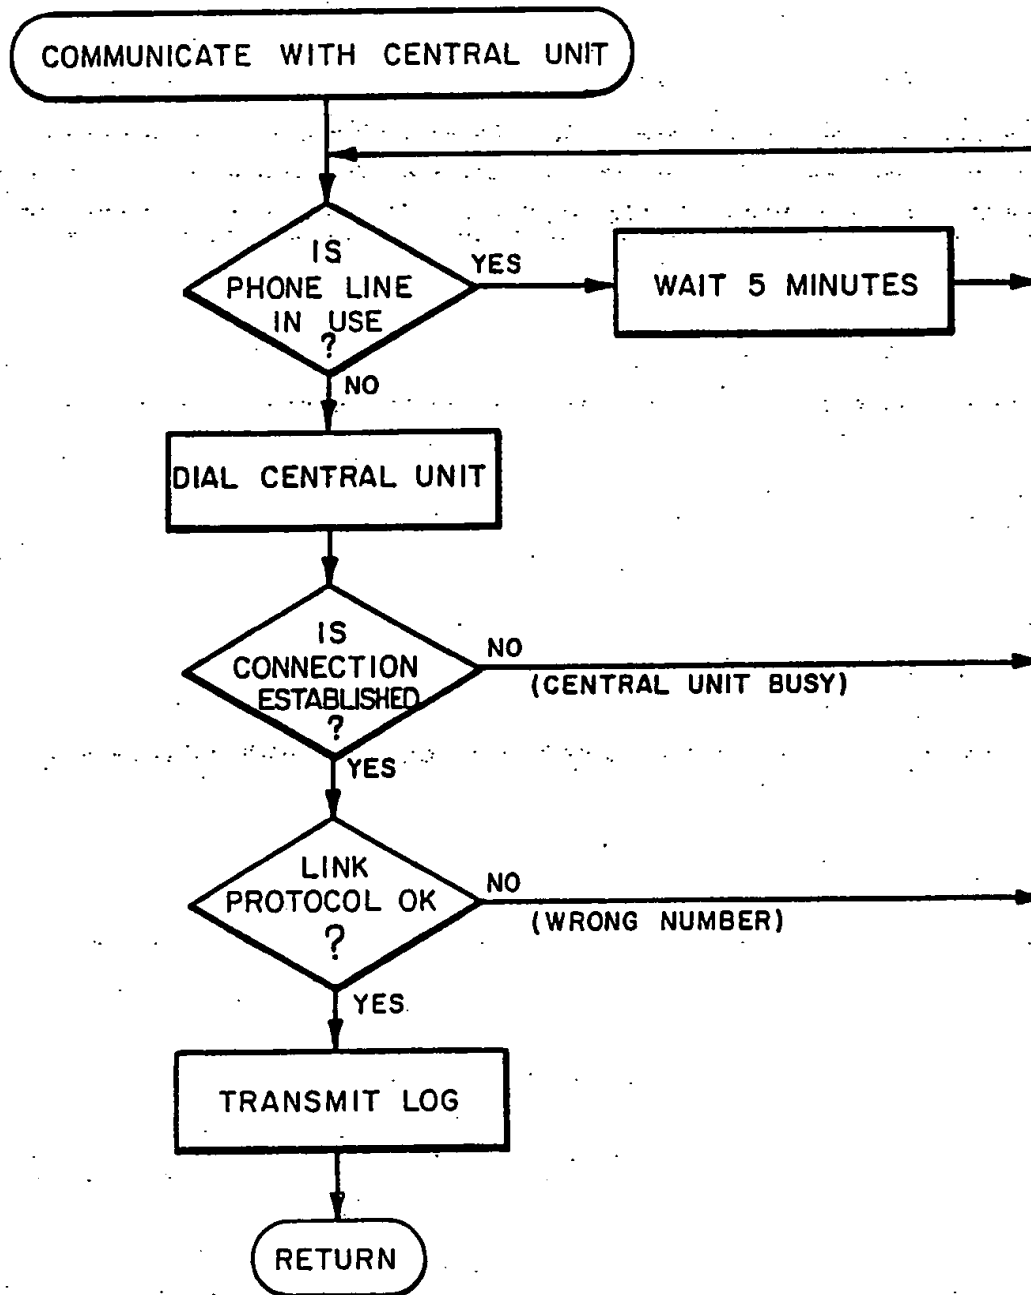 COMMUNICATE WITH CENTRAL UNIT
IS
PHONE LINE
IN USE
?
YES
WAIT 5 MINUTES
NO
DIAL CENTRAL UNIT
IS
CONNECTION
ESTABLISHED
?
NO
(CENTRAL UNIT BUSY)
YES
LINK
PROTOCOL OK
?
NO
(WRONG NUMBER)
YES
TRANSMIT LOG
RETURN